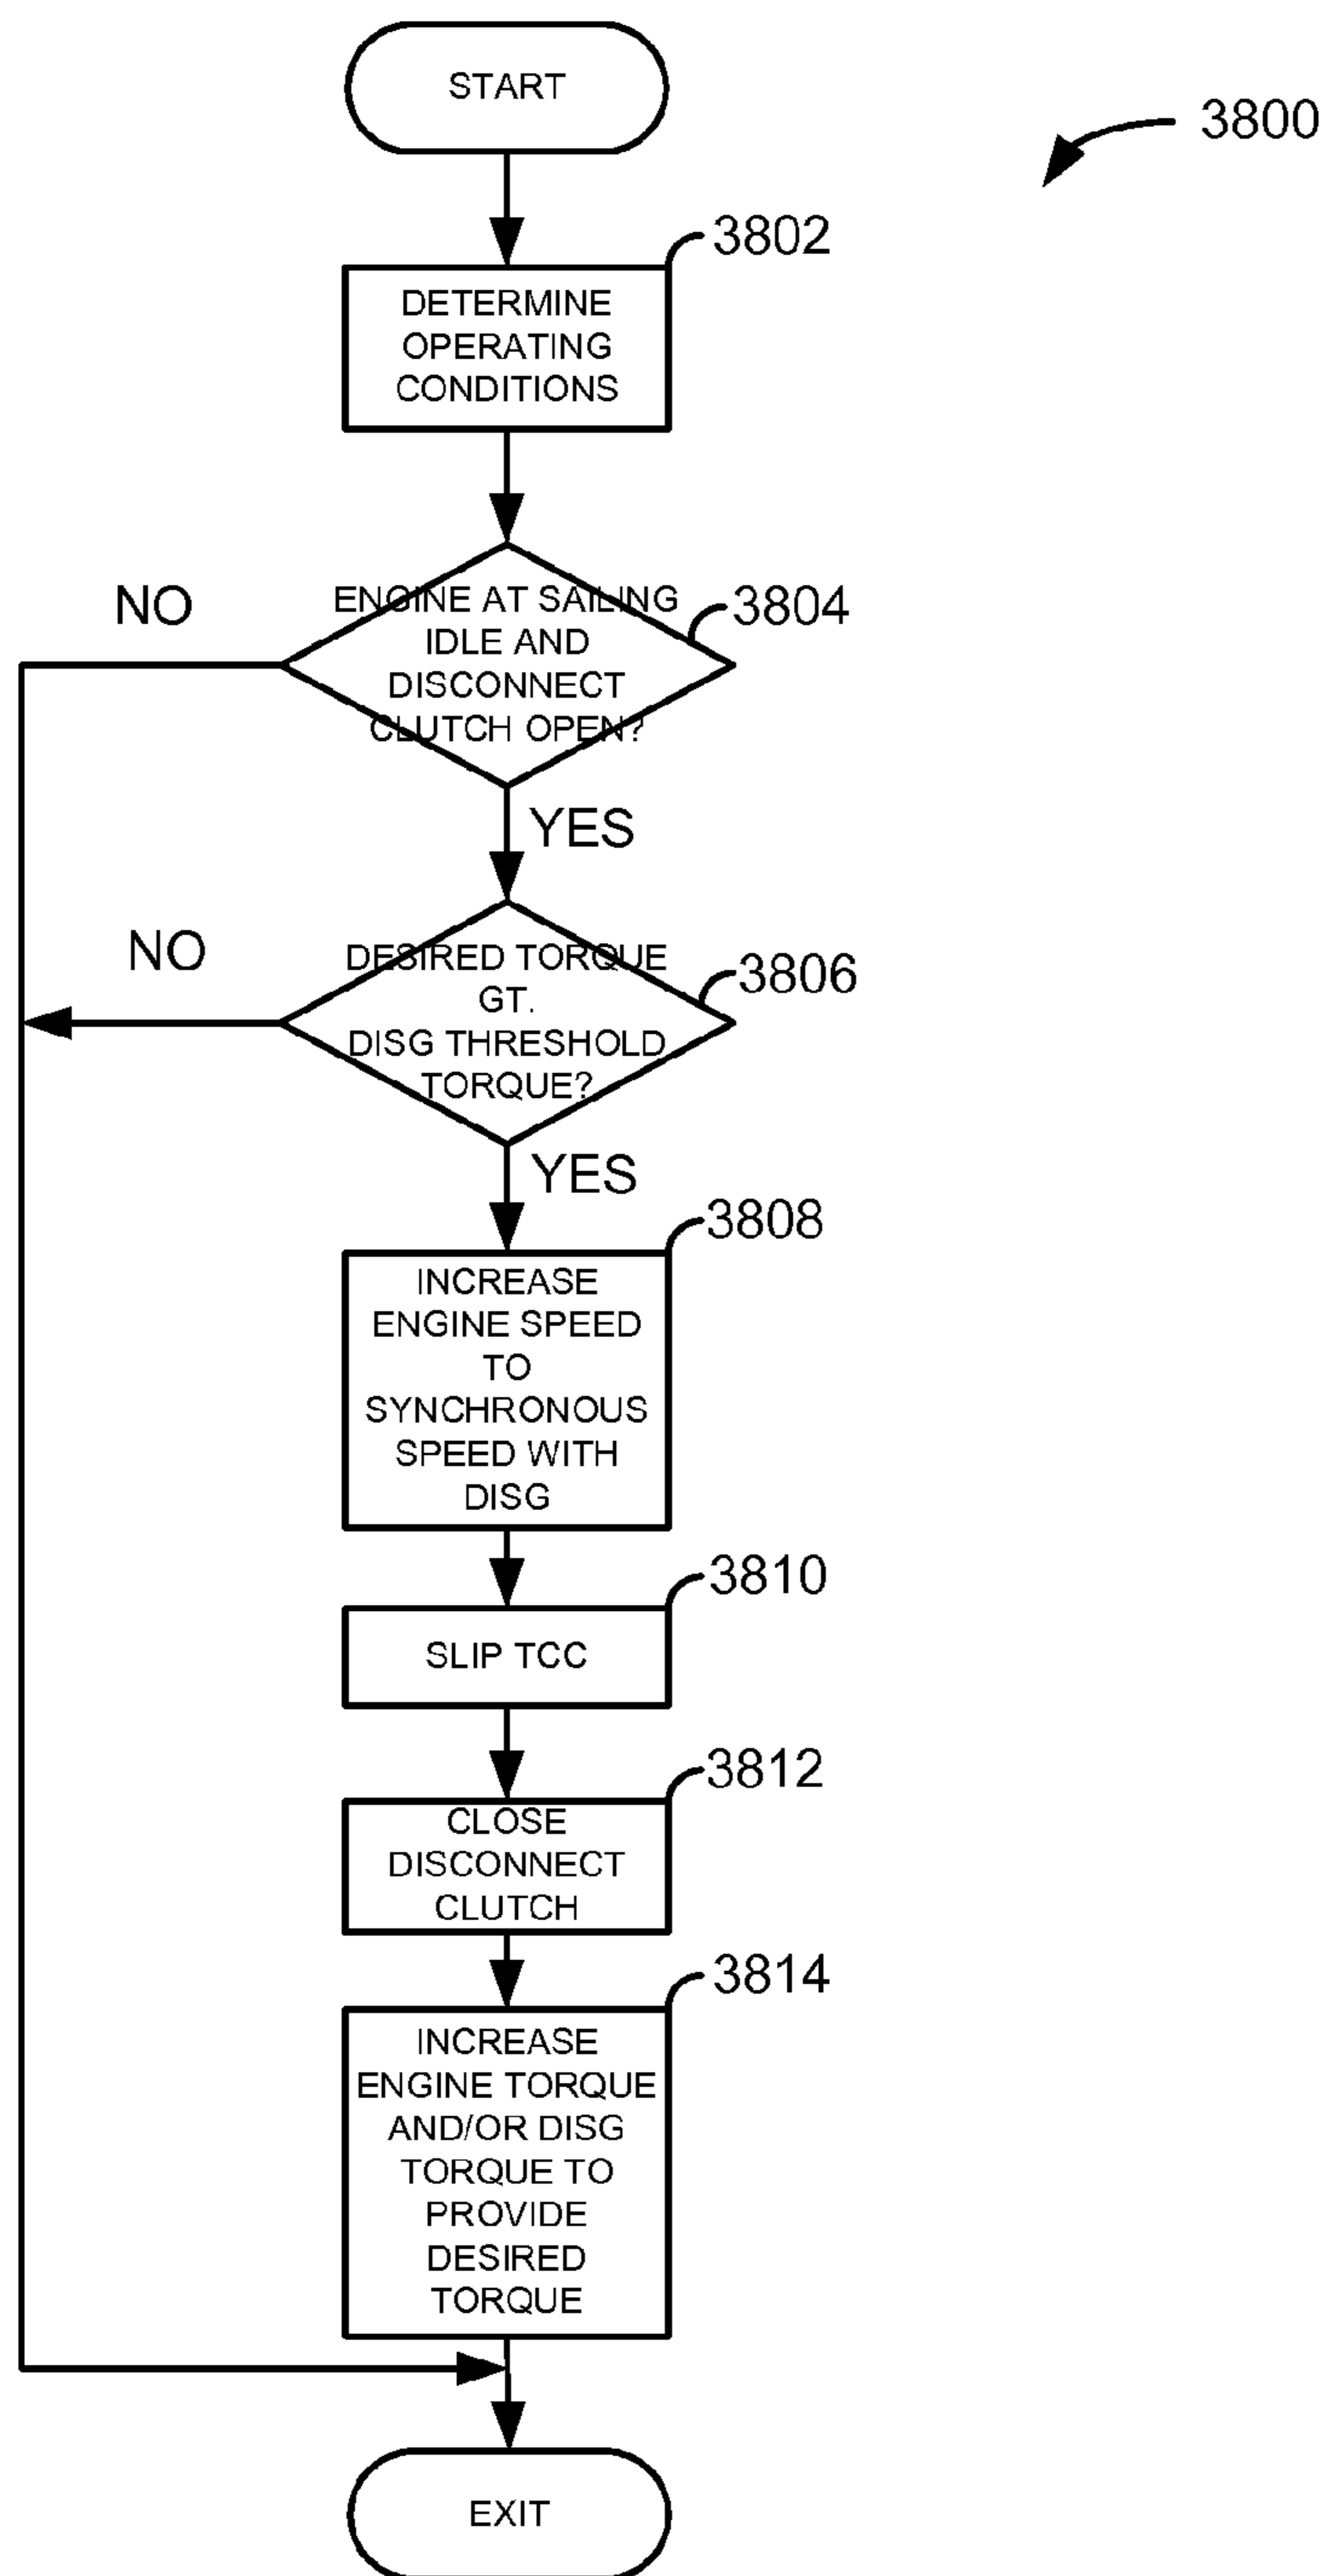 START
3800
3802
DETERMINE
OPERATING
CONDITIONS
NO
ENGINE AT SAILING
IDLE AND
DISCONNECT
CLUTCH OPEN?
3804
YES
NO
DESIRED TORQUE
GT.
DISG THRESHOLD
TORQUE?
3806
YES
3808
INCREASE
ENGINE SPEED
TO
SYNCHRONOUS
SPEED WITH
DISG
3810
SLIP TCC
3812
CLOSE
DISCONNECT
CLUTCH
3814
INCREASE
ENGINE TORQUE
AND/OR DISG
TORQUE TO
PROVIDE
DESIRED
TORQUE
EXIT